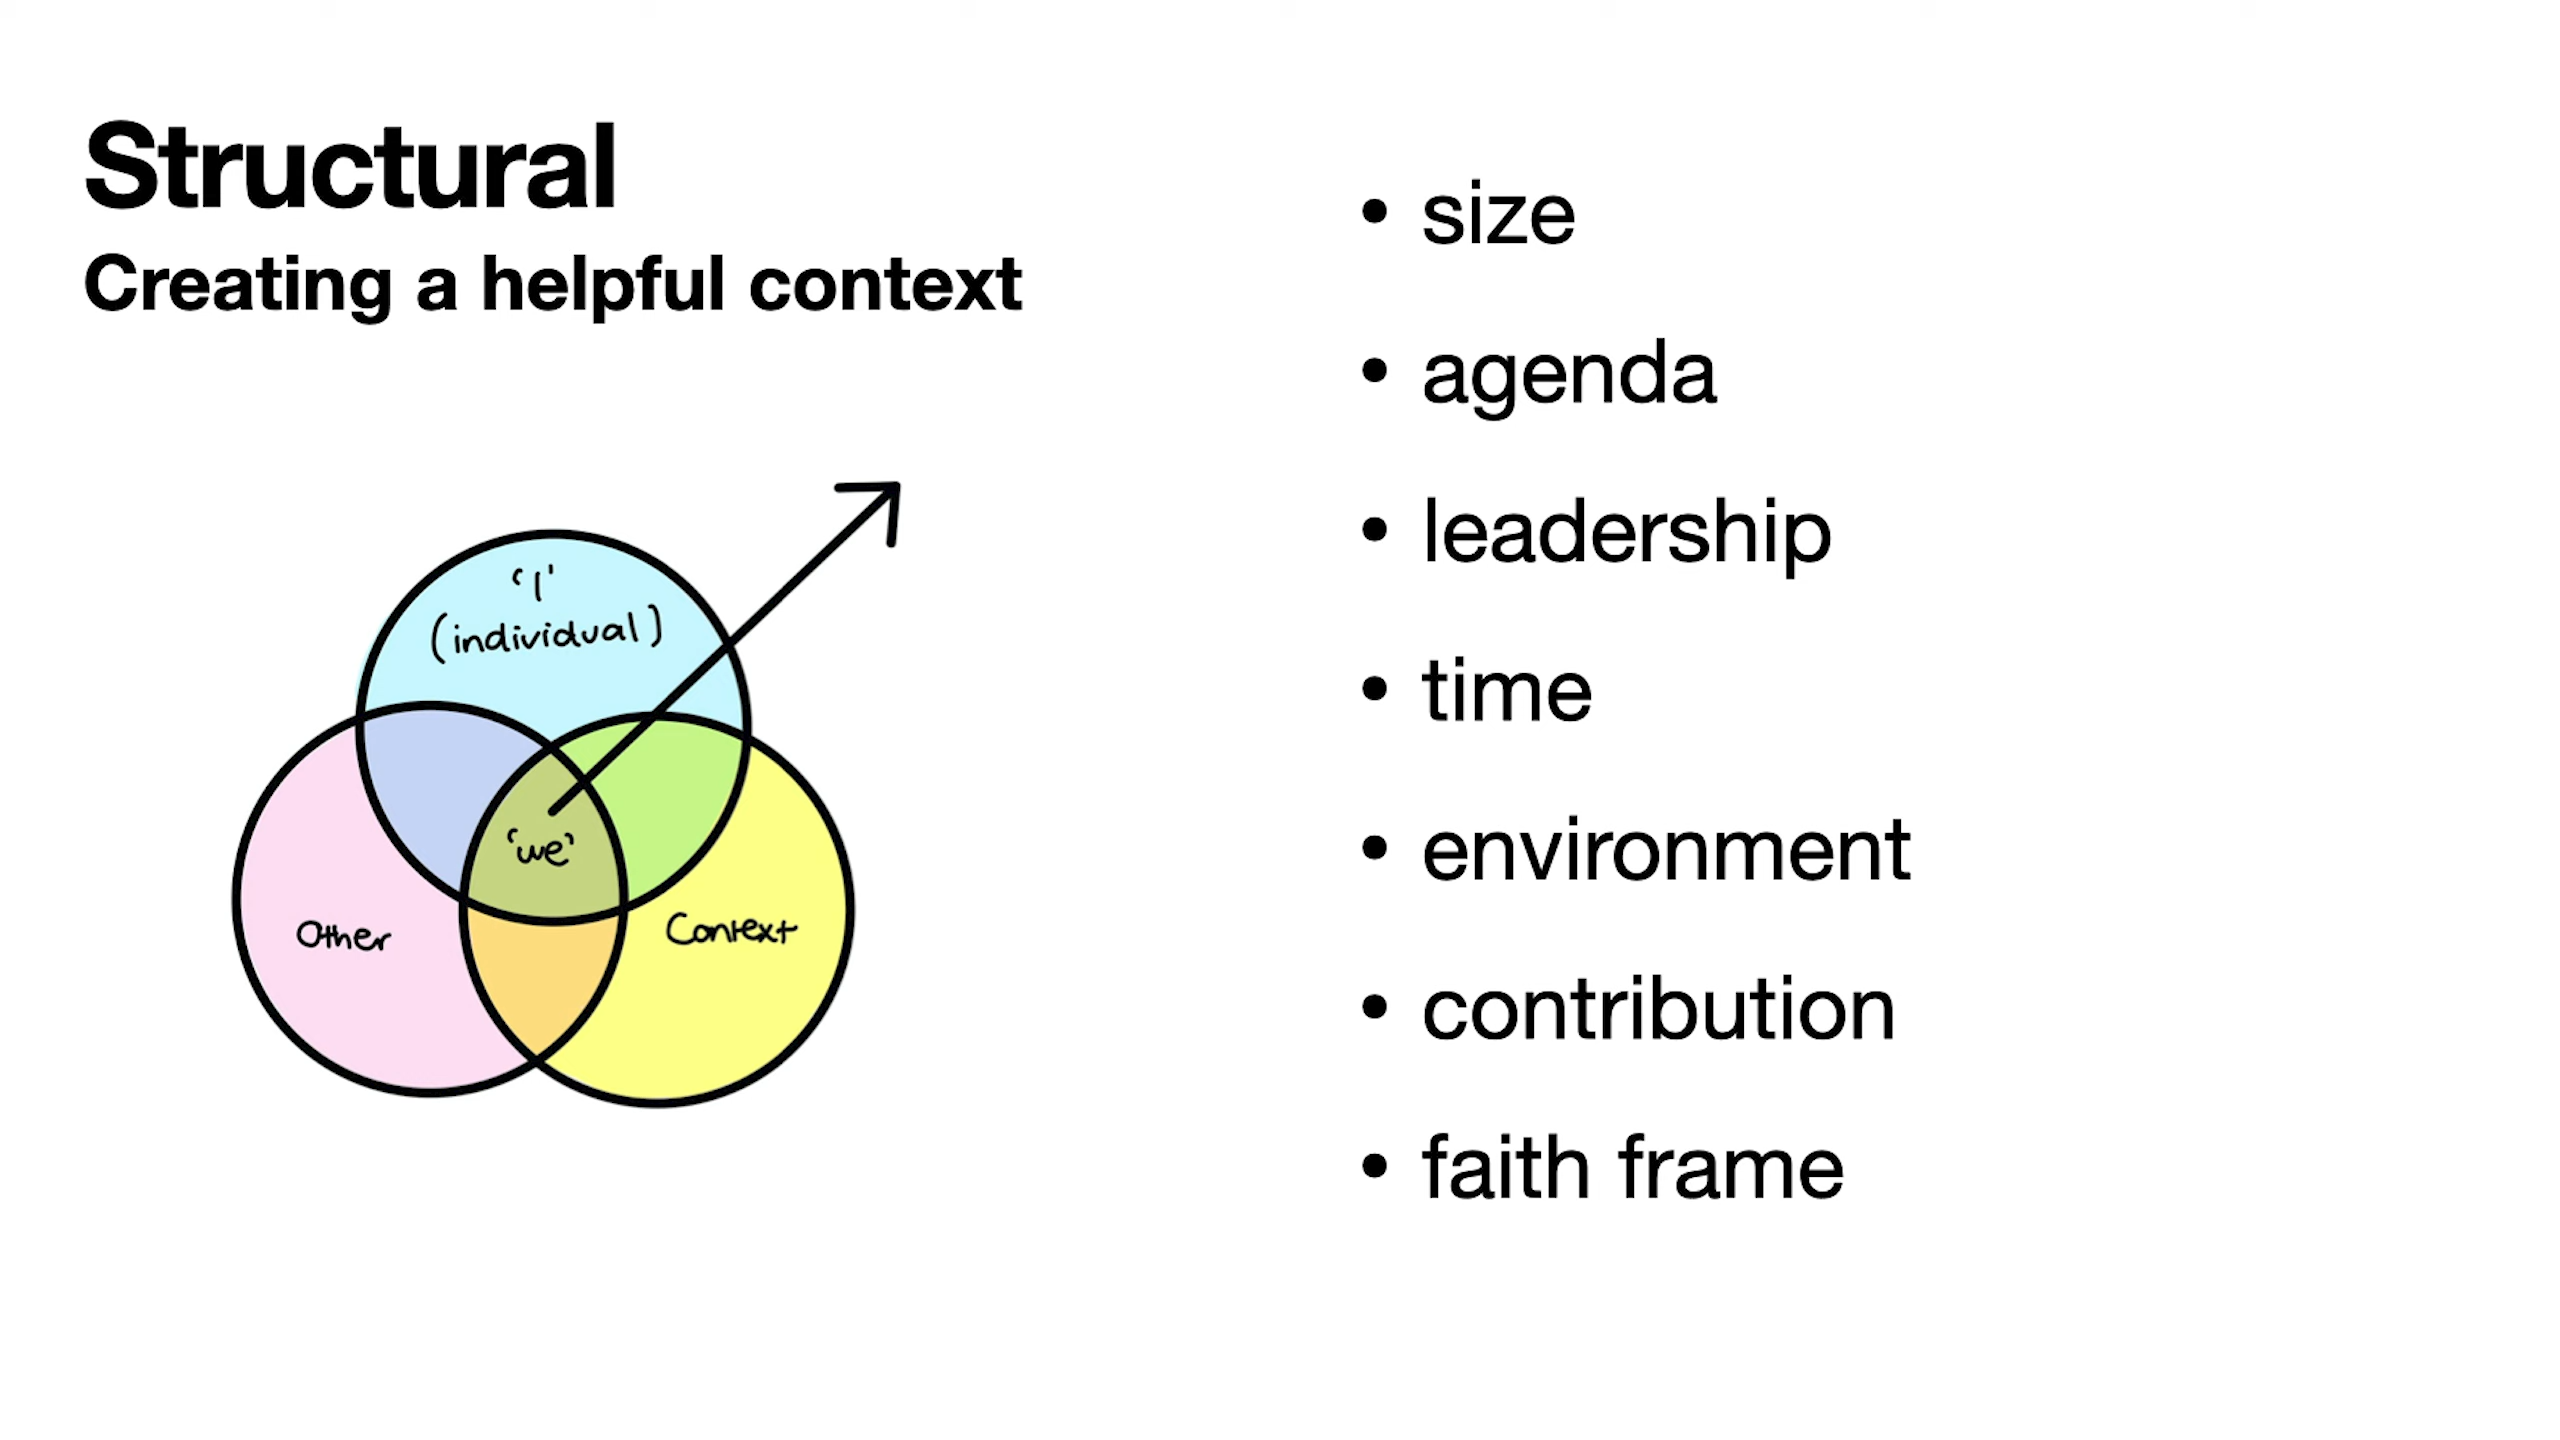 Structural
Creating a helpful context
'I'
(individual)
'we'
Other
Context
• size
• agenda
• leadership
• time
• environment
• contribution
• faith frame